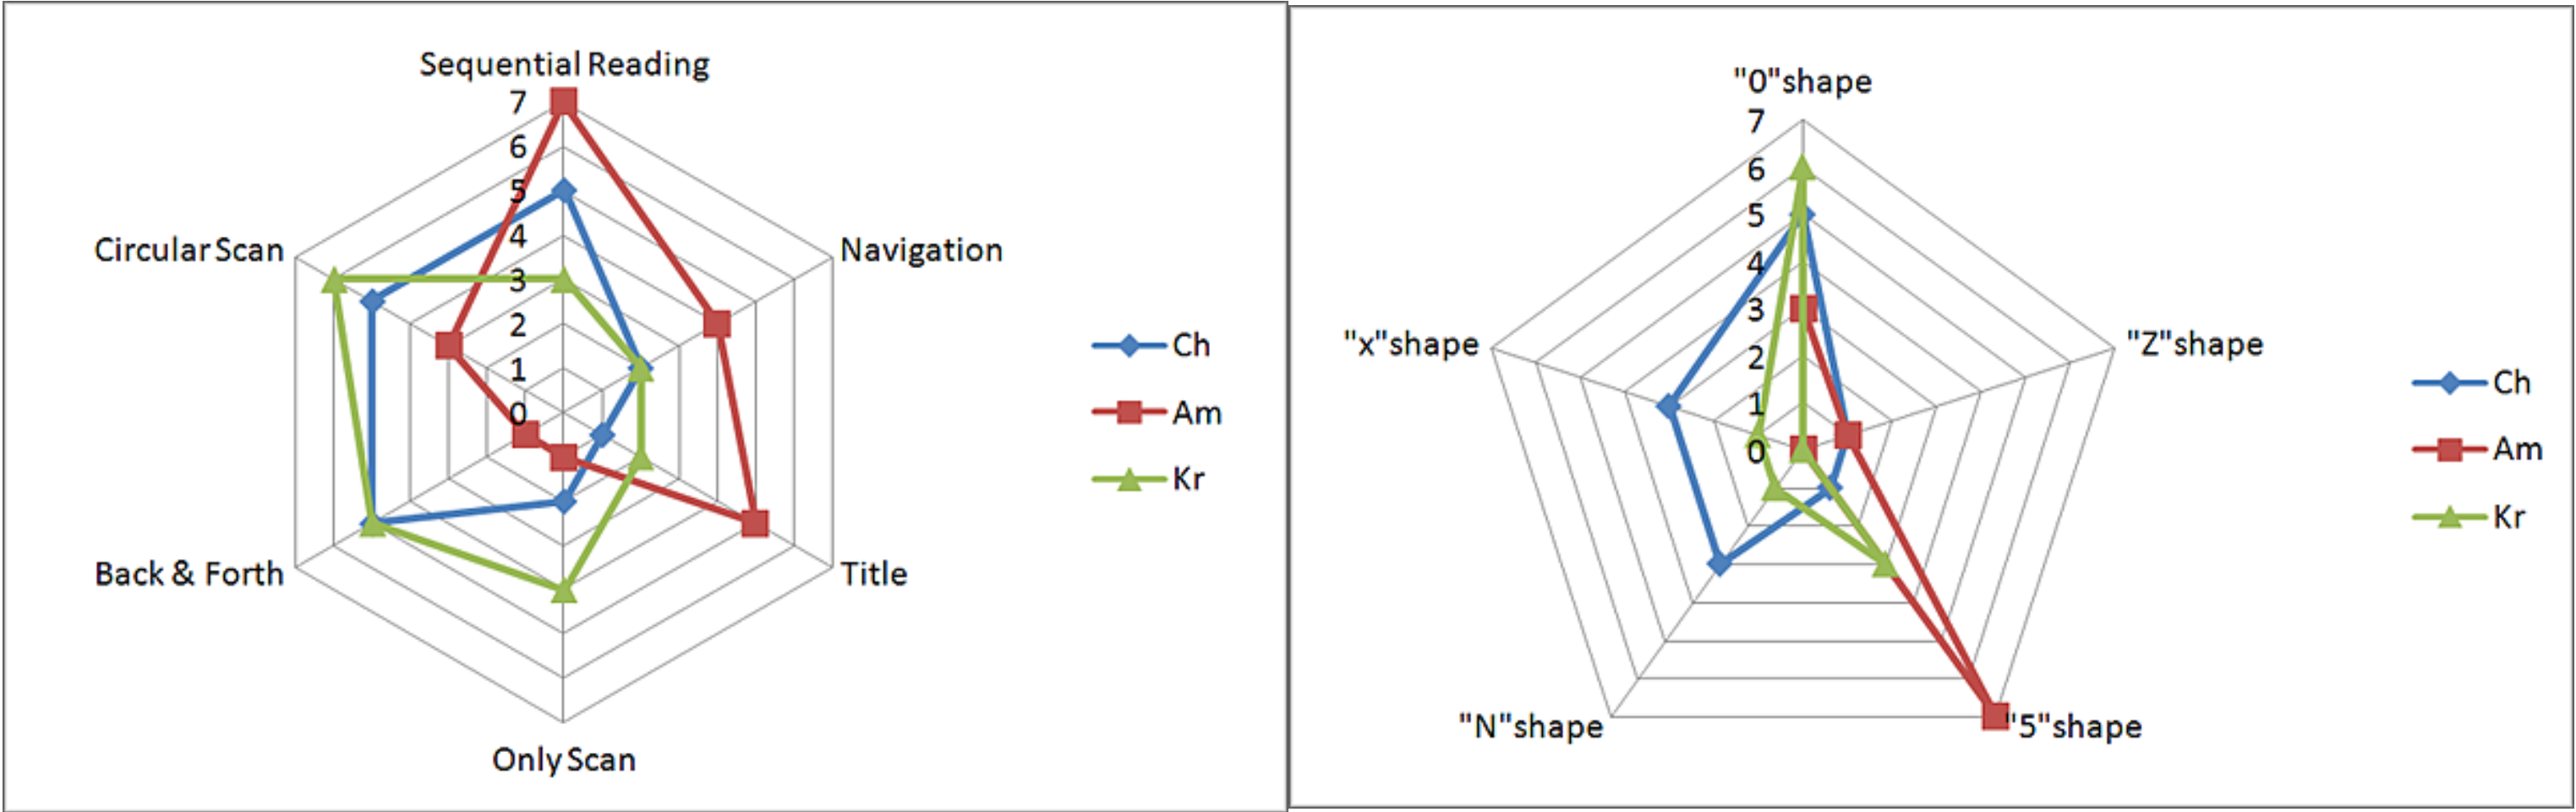 Sequential Reading
7
6
5
4
3
2
1
0
Circular Scan
Navigation
Back & Forth
Title
Only Scan
Ch
Am
Kr
"0"shape
7
6
5
4
3
2
1
0
"x"shape
"Z"shape
"N"shape
"5"shape
Ch
Am
Kr